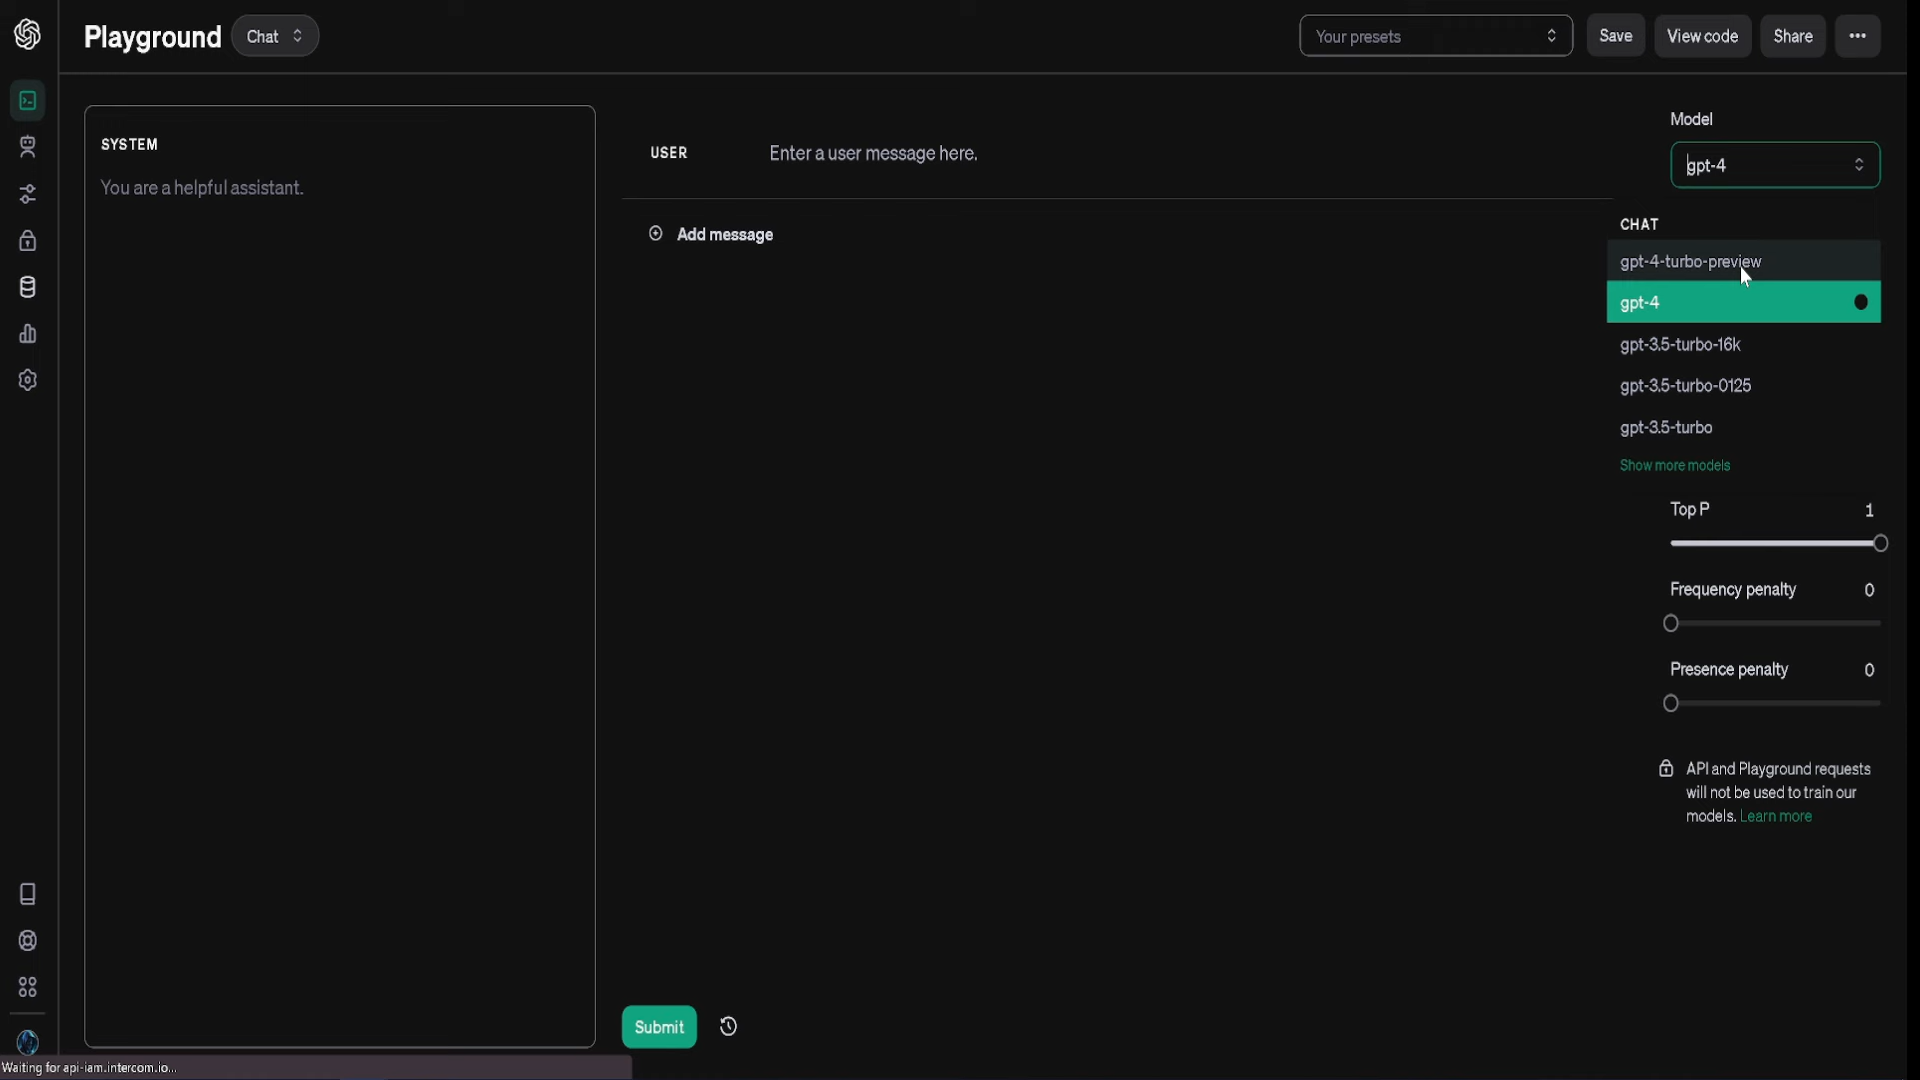 Playground
Chat
Your presets
Save
View code
Share
SYSTEM
You are a helpful assistant.
USER
Enter a user message here.
Add message
Model
gpt-4
CHAT
gpt-4-turbo-preview
gpt-4
gpt-3.5-turbo-16k
gpt-3.5-turbo-0125
gpt-3.5-turbo
Show more models
Top P 1
Frequency penalty 0
Presence penalty 0
API and Playground requests
will not be used to train our
models. Learn more
Submit
Waiting for api-iam.intercom.io...